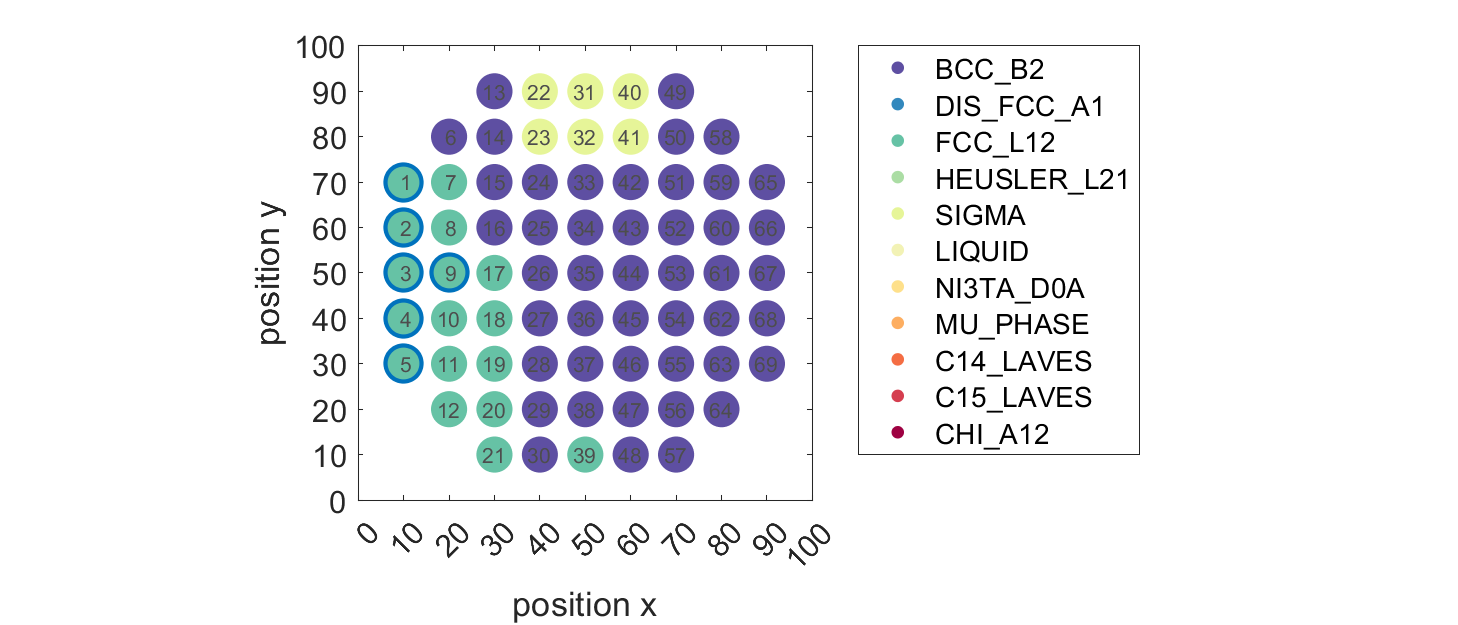 100
90
80
70
60
50
40
30
20
10
0
position y
13 22 31 40 49
6 14 23 32 41 50 58
1 7 15 24 33 42 51 59 65
2 8 16 25 34 43 52 60 66
3 9 17 26 35 44 53 61 67
4 10 18 27 36 45 54 62 68
5 11 19 28 37 46 55 63 69
12 20 29 38 47 56 64
21 30 39 48 57
0 10 20 30 40 50 60 70 80 90 100
position x
BCC_B2
DIS_FCC_A1
FCC_L12
HEUSLER_L21
SIGMA
LIQUID
NI3TA_D0A
MU_PHASE
C14_LAVES
C15_LAVES
CHI_A12